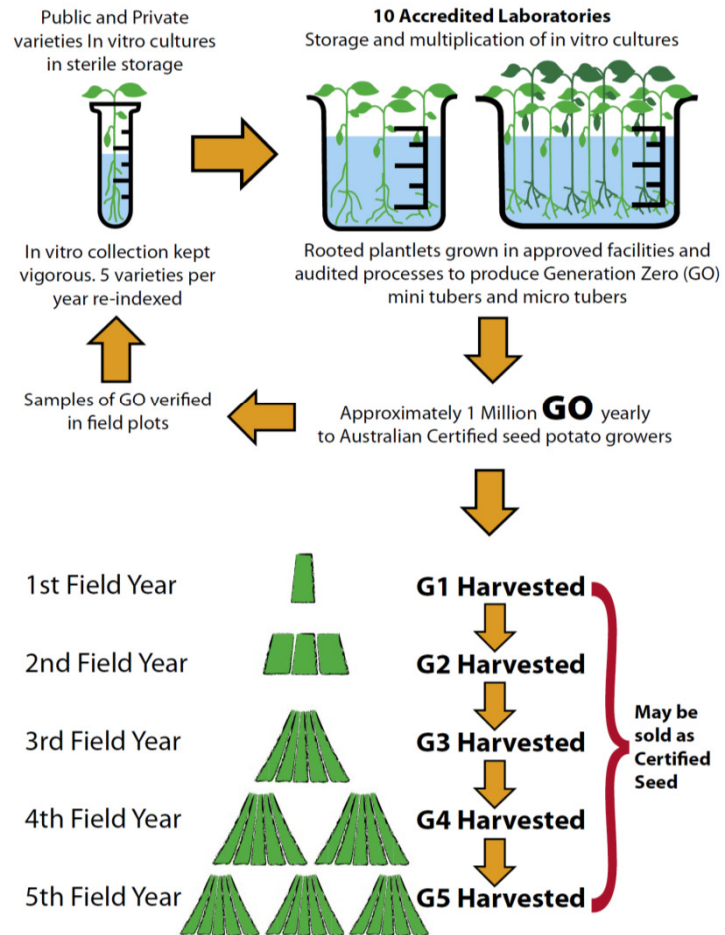 Public and Private
varieties In vitro cultures
in sterile storage
10 Accredited Laboratories
Storage and multiplication of in vitro cultures
In vitro collection kept
vigorous. 5 varieties per
year re-indexed
Rooted plantlets grown in approved facilities and
audited processes to produce Generation Zero (GO)
mini tubers and micro tubers
Samples of GO verified
in field plots
Approximately 1 Million GO yearly
to Australian Certified seed potato growers
1st Field Year
G1 Harvested
2nd Field Year
G2 Harvested
3rd Field Year
G3 Harvested
4th Field Year
G4 Harvested
5th Field Year
G5 Harvested
May be
sold as
Certified
Seed